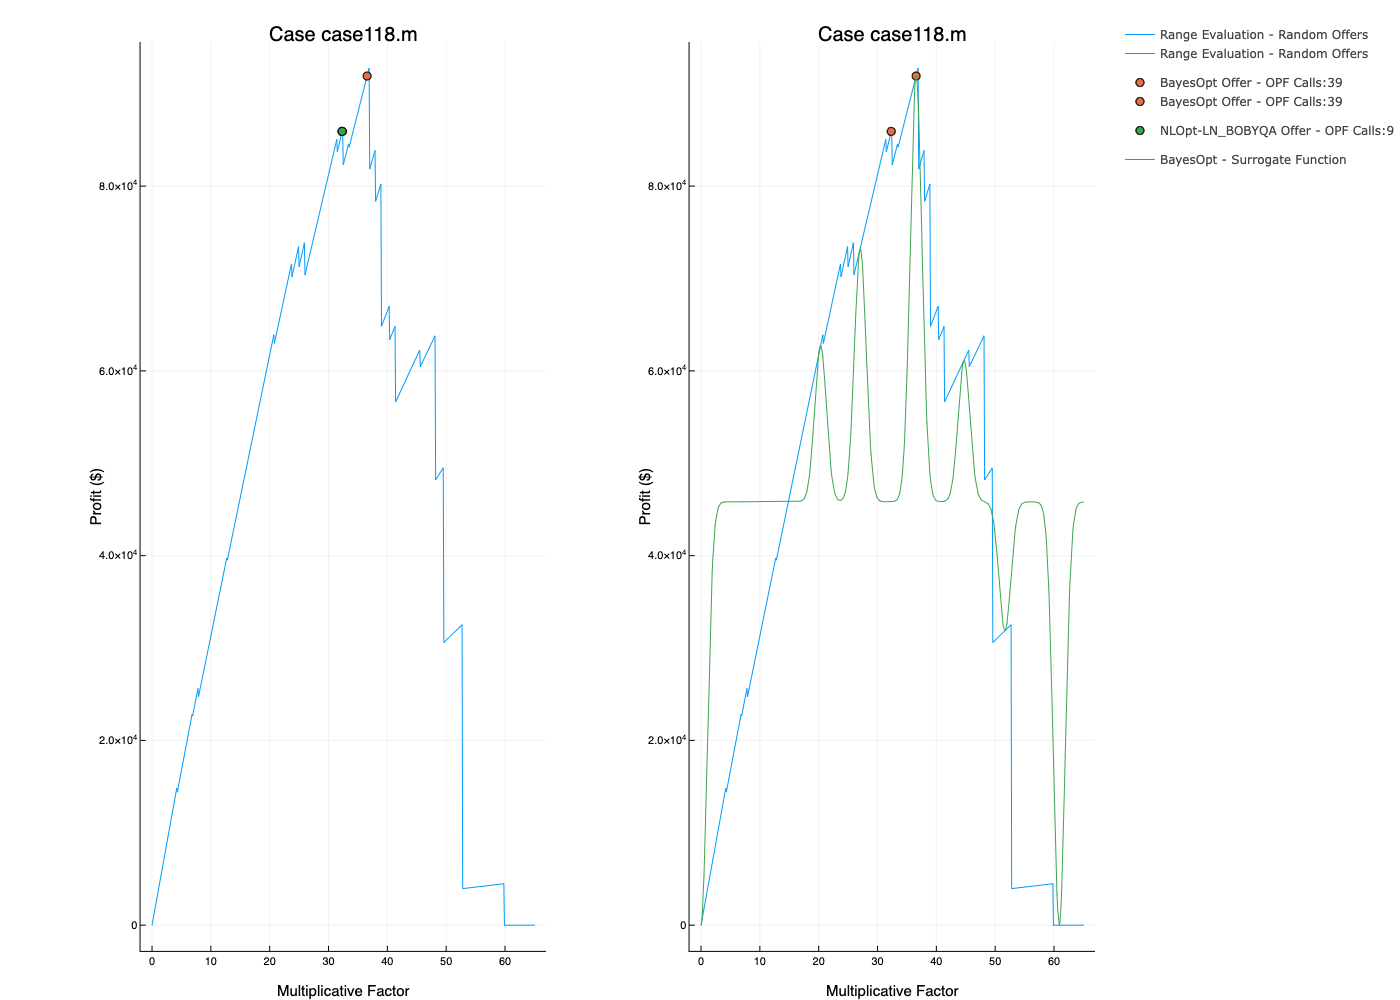 Case case118.m
Profit ($)
8.0×10⁴
6.0×10⁴
4.0×10⁴
2.0×10⁴
0
0 10 20 30 40 50 60
Multiplicative Factor
Case case118.m
Profit ($)
8.0×10⁴
6.0×10⁴
4.0×10⁴
2.0×10⁴
0
0 10 20 30 40 50 60
Multiplicative Factor
Range Evaluation - Random Offers
Range Evaluation - Random Offers
BayesOpt Offer - OPF Calls:39
BayesOpt Offer - OPF Calls:39
NLOpt-LN_BOBYQA Offer - OPF Calls:9
BayesOpt - Surrogate Function